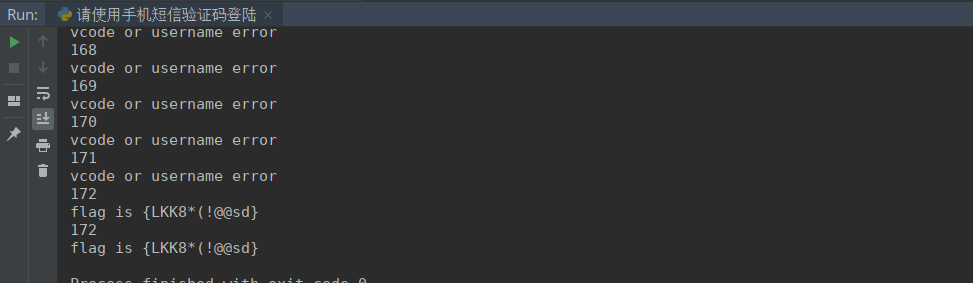 Run: 请使用手机短信验证码登陆
vcode or username error
168
vcode or username error
169
vcode or username error
170
vcode or username error
171
vcode or username error
172
flag is {LKK8*(!@@sd}
172
flag is {LKK8*(!@@sd}
Process finished with exit code 0